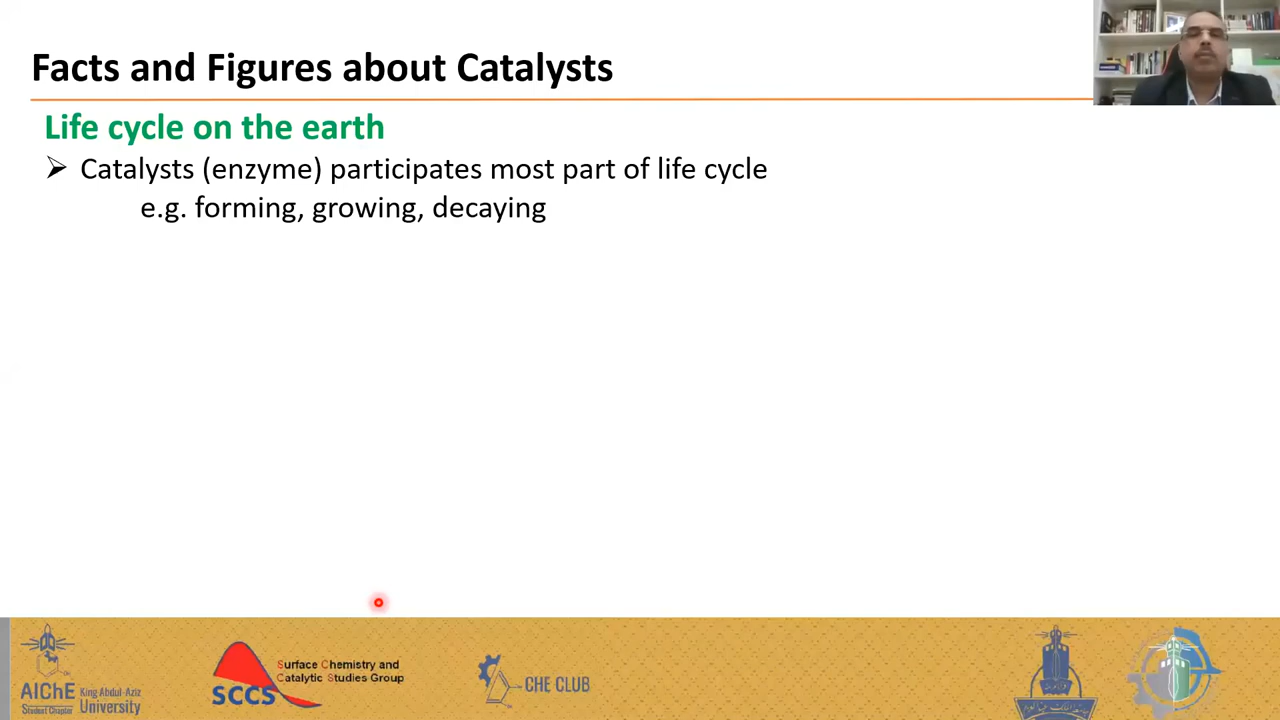 Facts and Figures about Catalysts
Life cycle on the earth
➢ Catalysts (enzyme) participates most part of life cycle
e.g. forming, growing, decaying
AIChE
Student Chapter
King Abdul-Aziz
University
SCCS
Surface Chemistry and
Catalytic Studies Group
CHE CLUB